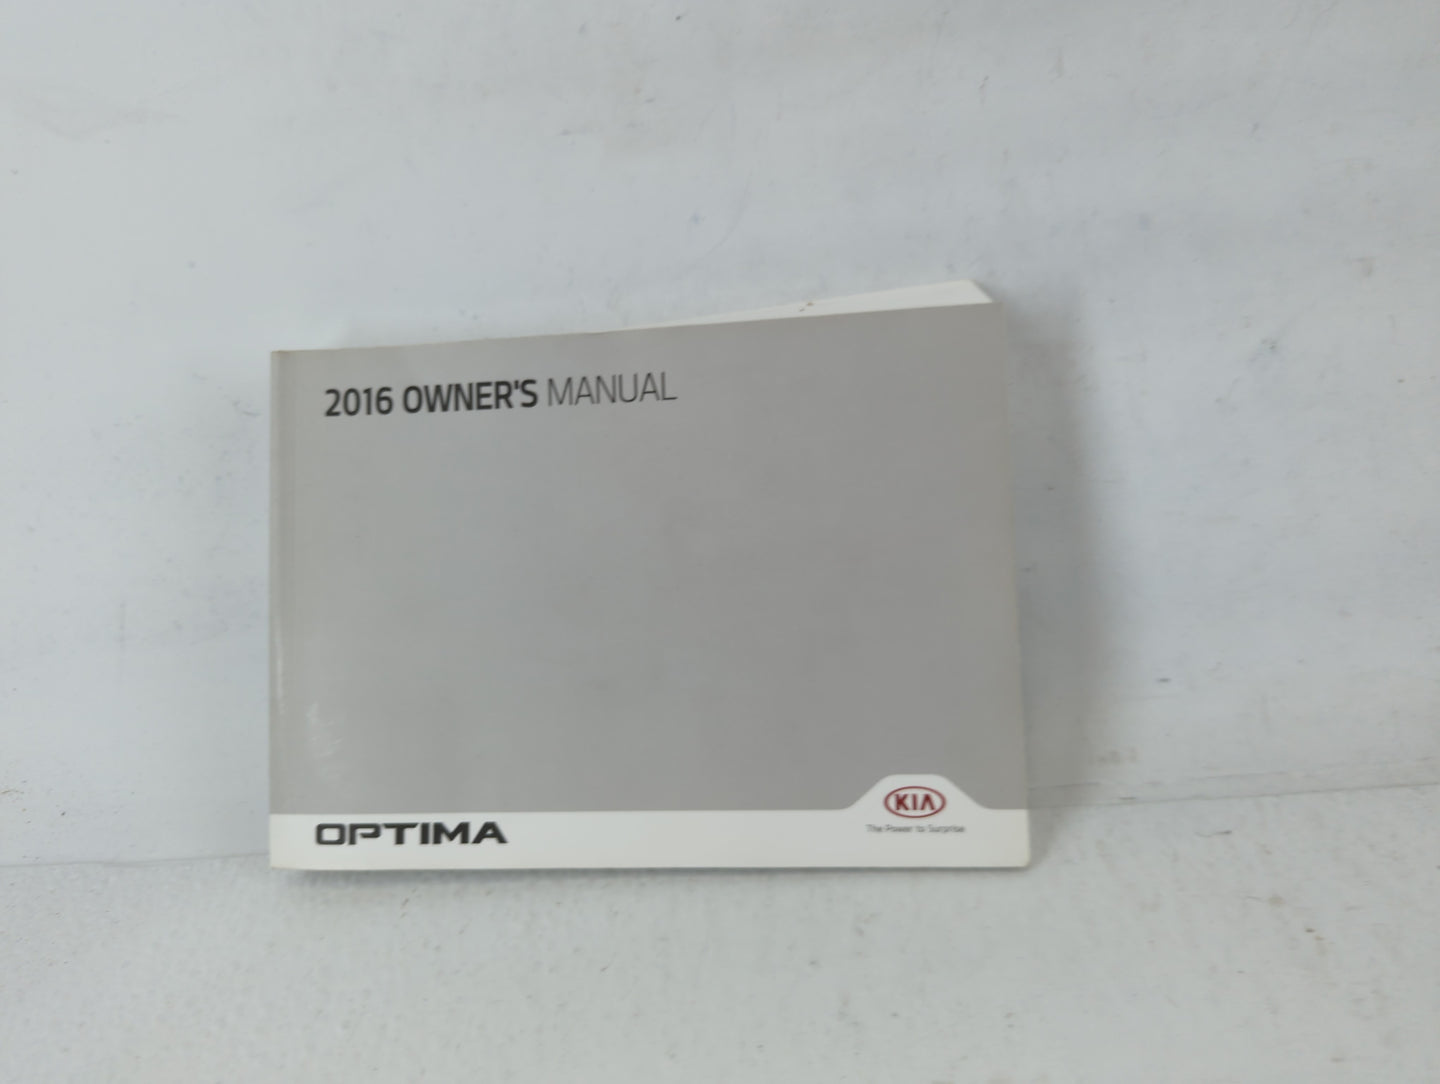 2016 OWNER'S MANUAL
OPTIMA
KIA
The Power to Surprise